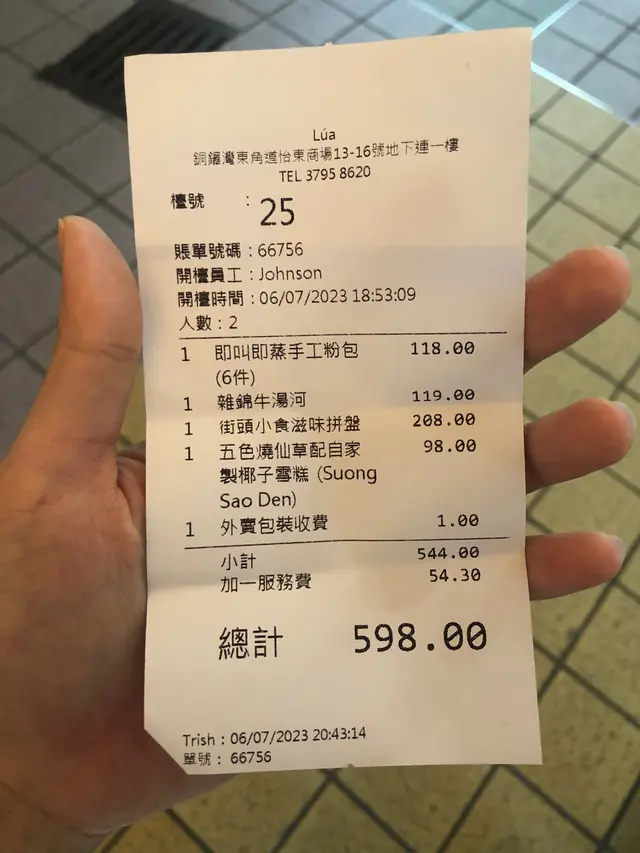 Lúa
銅鑼灣東角道怡東商場13-16號地下連一樓
TEL 3795 8620
檯號 : 25
賬單號碼 : 66756
開檯員工 : Johnson
開檯時間 : 06/07/2023 18:53:09
人數 : 2
1 即叫即蒸手工粉包 118.00
(6件)
1 雜錦牛湯河 119.00
1 街頭小食滋味拼盤 208.00
1 五色燒仙草配自家 98.00
製椰子雪糕 (Suong
Sao Den)
1 外賣包裝收費 1.00
小計 544.00
加一服務費 54.30
總計 598.00
Trish : 06/07/2023 20:43:14
單號 : 66756